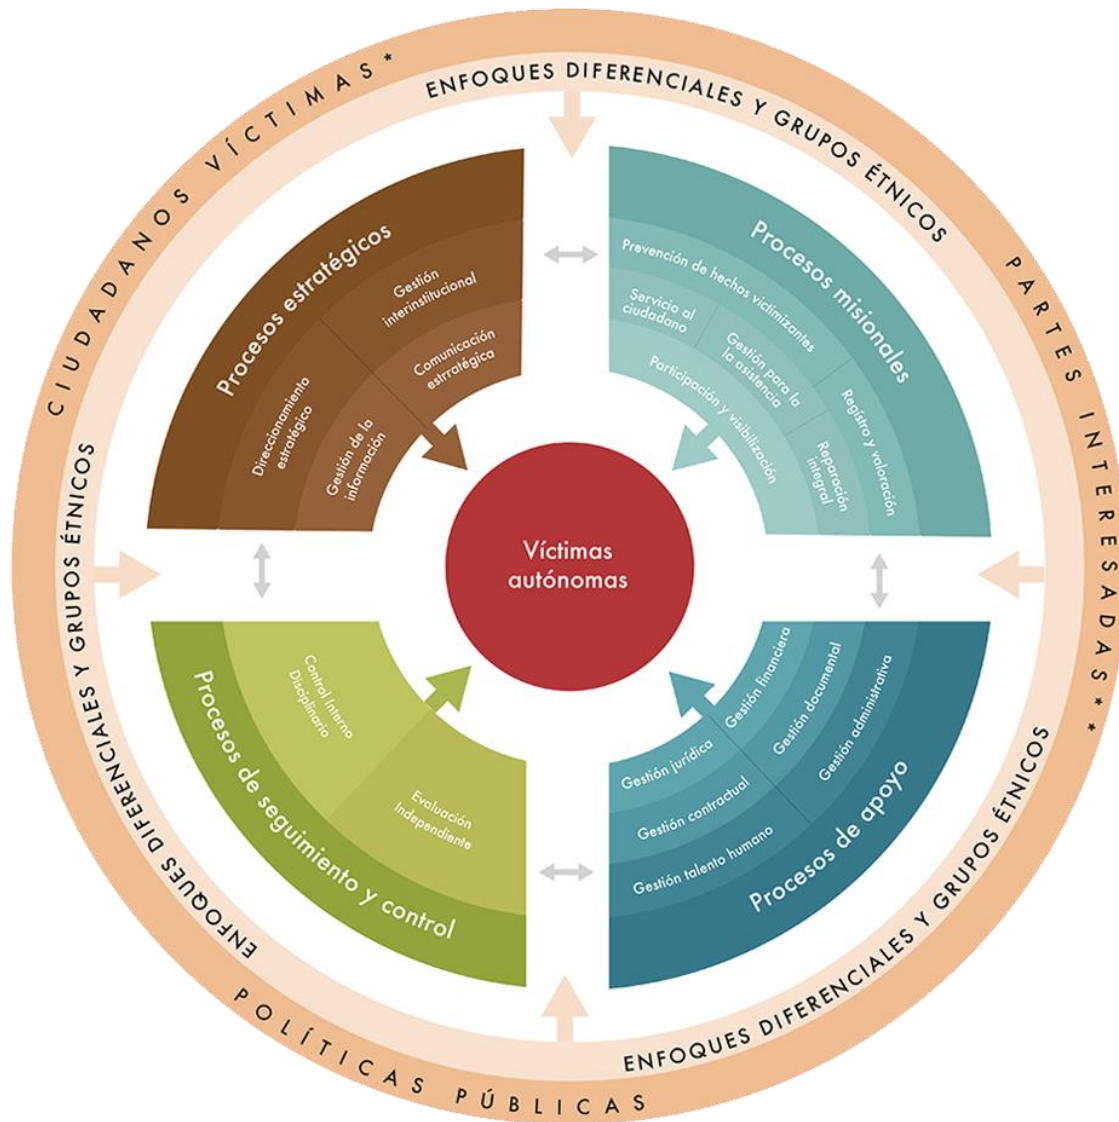 CIUDADANOS VÍCTIMAS*
PARTES INTERESADAS**
POLÍTICAS PÚBLICAS
ENFOQUES DIFERENCIALES Y GRUPOS ÉTNICOS
ENFOQUES DIFERENCIALES Y GRUPOS ÉTNICOS
ENFOQUES DIFERENCIALES Y GRUPOS ÉTNICOS
Procesos estratégicos
Gestión
interinstitucional
Direccionamiento
estratégico
Comunicación
estrratégica
Gestión de la
información
Procesos misionales
Prevención de hechos victimizantes
Registro y valoración
Servicio al
ciudadano
Gestión para la
la asistencia
Reparación
integral
Participación y visibilización
Víctimas
autónomas
Procesos de seguimiento y control
Control Interno
Disciplinario
Evaluación
Independiente
Procesos de apoyo
Gestión financiera
Gestión documental
Gestión administrativa
Gestión jurídica
Gestión contractual
Gestión talento humano